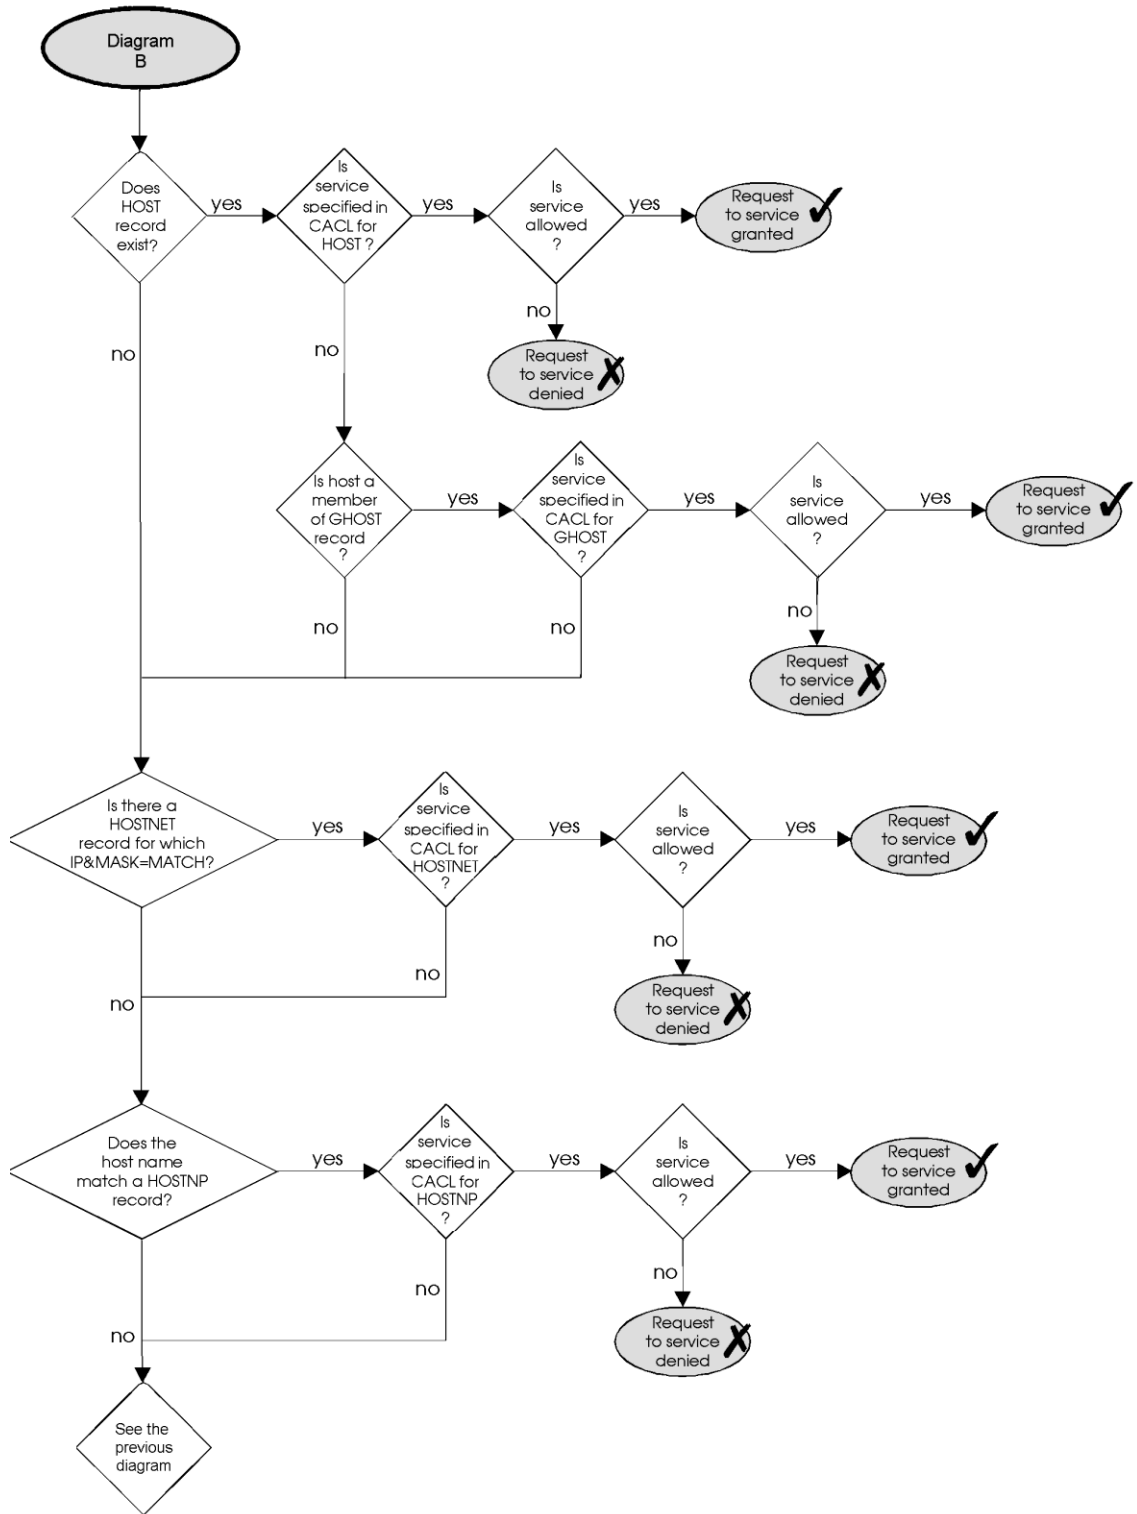 Diagram
B
Does
HOST
record
exist?
yes
Is
service
specified in
CACL for
HOST ?
yes
Is
service
allowed
?
yes
Request
to service
granted
no
Request
to service
denied
no
no
Is host a
member
of GHOST
record
?
yes
Is
service
specified in
CACL for
GHOST
?
yes
Is
service
allowed
?
yes
Request
to service
granted
no
no
no
Request
to service
denied
Is there a
HOSTNET
record for which
IP&MASK=MATCH?
yes
Is
service
specified in
CACL for
HOSTNET
?
yes
Is
service
allowed
?
yes
Request
to service
granted
no
no
no
Request
to service
denied
Does the
host name
match a HOSTNP
record?
yes
Is
service
specified in
CACL for
HOSTNP
?
yes
Is
service
allowed
?
yes
Request
to service
granted
no
no
no
Request
to service
denied
See the
previous
diagram